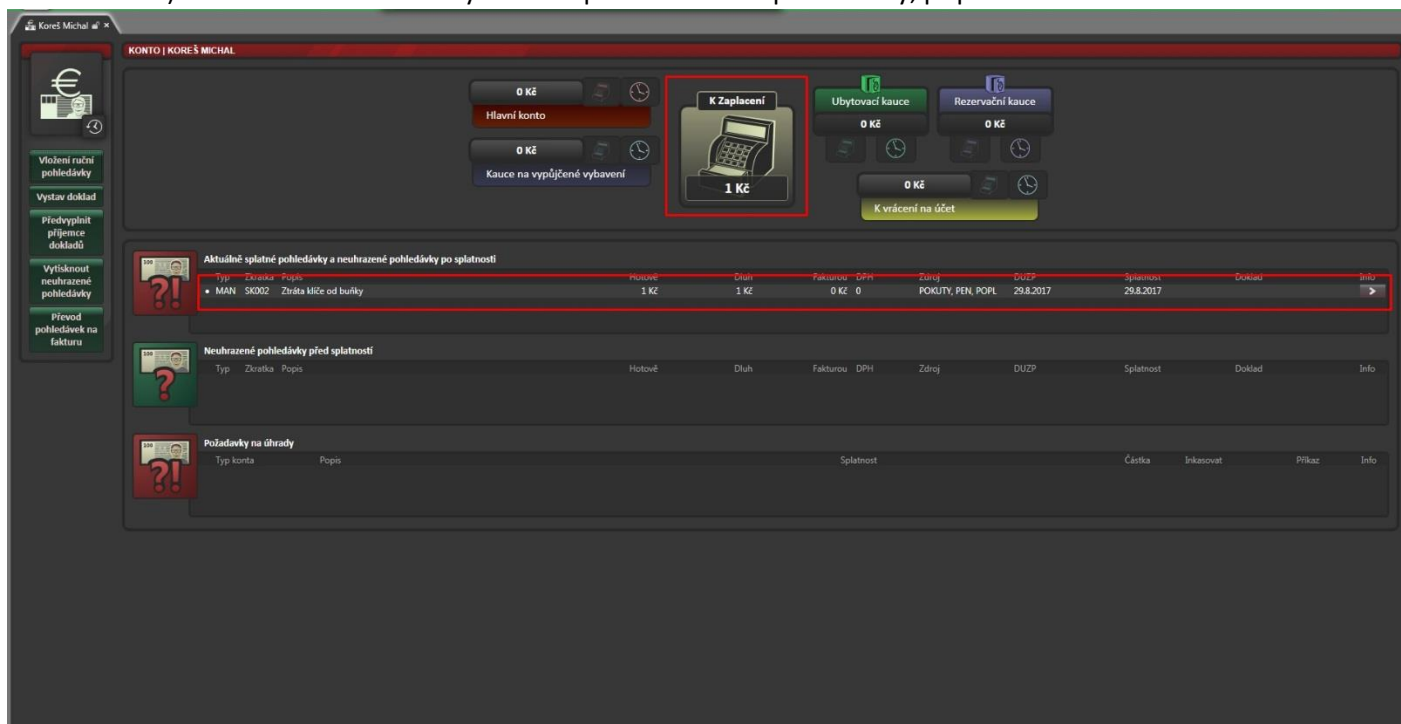 Koreš Michal
KONTO | KOREŠ MICHAL
Vložení ruční
pohledávky
Vystav doklad
Předvyplnit
příjemce
dokladů
Vytisknout
neuhrazené
pohledávky
Převod
pohledávek na
fakturu
0 Kč
Hlavní konto
0 Kč
Kauce na vypůjčené vybavení
K Zaplacení
1 Kč
Ubytovací kauce
0 Kč
Rezervační kauce
0 Kč
0 Kč
K vrácení na účet
Aktuálně splatné pohledávky a neuhrazené pohledávky po splatnosti
Typ Zkratka Popis Hotově Dluh Fakturou DPH Zdroj DUZP Splatnost Doklad Info
MAN SK002 Ztráta klíče od buňky 1 Kč 1 Kč 0 Kč 0 POKUTY, PEN, POPL 29.8.2017 29.8.2017
Neuhrazené pohledávky před splatností
Typ Zkratka Popis Hotově Dluh Fakturou DPH Zdroj DUZP Splatnost Doklad Info
Požadavky na úhrady
Typ konta Popis Splatnost Částka Inkasovat Příkaz Info